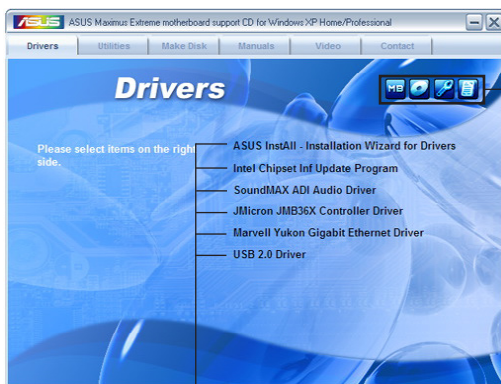 ASUS ASUS Maximus Extreme motherboard support CD for Windows XP Home/Professional
Drivers Utilities Make Disk Manuals Video Contact
Drivers
MB
Please select items on the right
side.
ASUS InstAll - Installation Wizard for Drivers
Intel Chipset Inf Update Program
SoundMAX ADI Audio Driver
JMicron JMB36X Controller Driver
Marvell Yukon Gigabit Ethernet Driver
USB 2.0 Driver